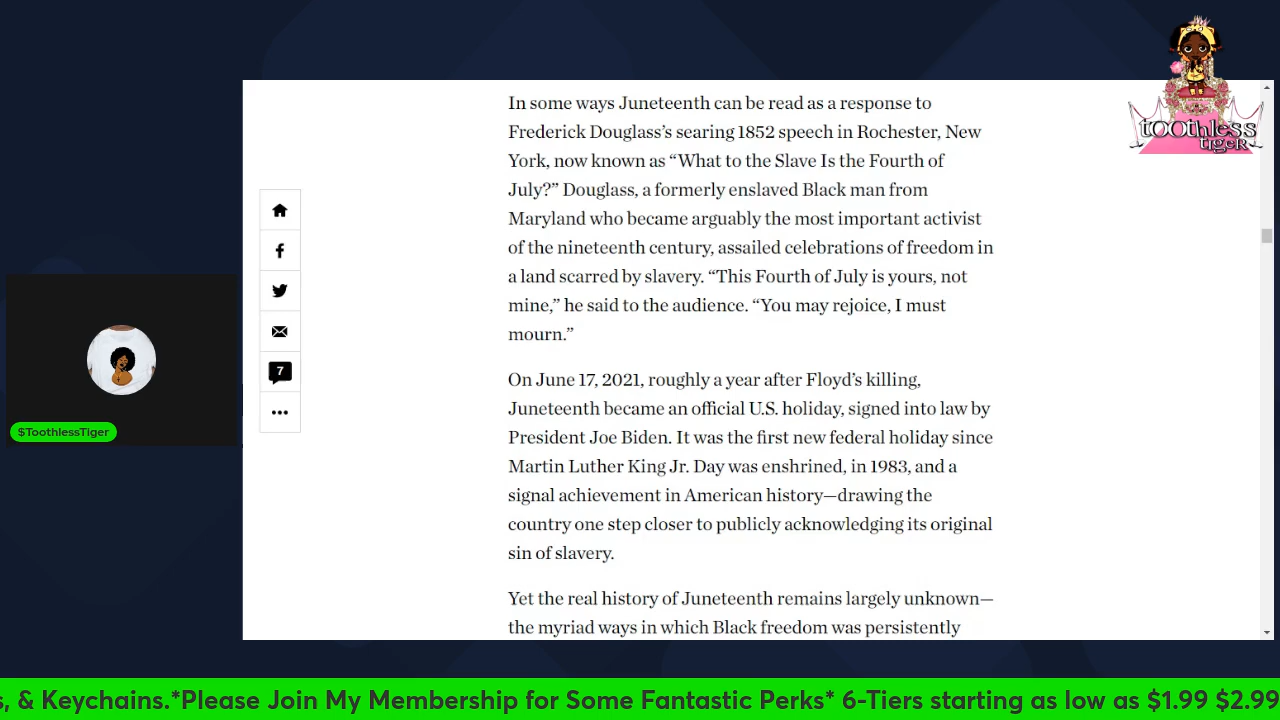 tOOthless
tigeR
In some ways Juneteenth can be read as a response to
Frederick Douglass’s searing 1852 speech in Rochester, New
York, now known as “What to the Slave Is the Fourth of
July?” Douglass, a formerly enslaved Black man from
Maryland who became arguably the most important activist
of the nineteenth century, assailed celebrations of freedom in
a land scarred by slavery. “This Fourth of July is yours, not
mine,” he said to the audience. “You may rejoice, I must
mourn.”
7
On June 17, 2021, roughly a year after Floyd’s killing,
Juneteenth became an official U.S. holiday, signed into law by
President Joe Biden. It was the first new federal holiday since
Martin Luther King Jr. Day was enshrined, in 1983, and a
signal achievement in American history—drawing the
country one step closer to publicly acknowledging its original
sin of slavery.
$ToothlessTiger
Yet the real history of Juneteenth remains largely unknown—
the myriad ways in which Black freedom was persistently
s, & Keychains.*Please Join My Membership for Some Fantastic Perks* 6-Tiers starting as low as $1.99 $2.99